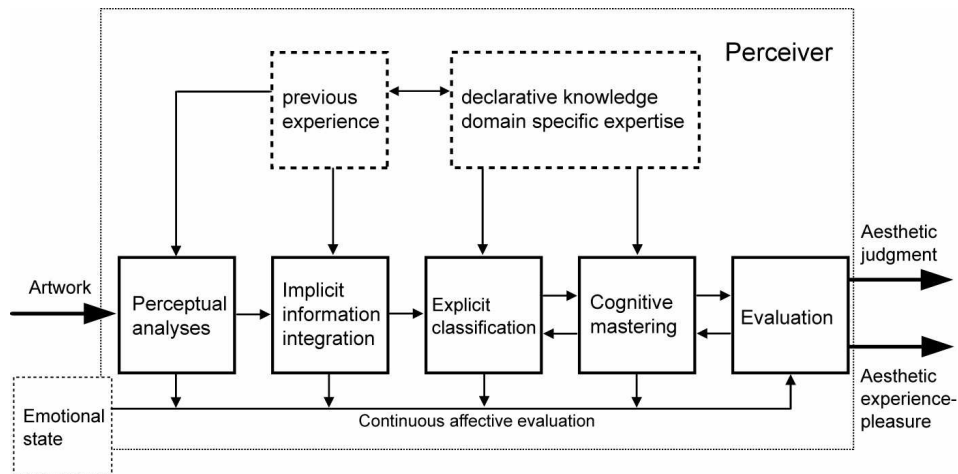 Perceiver
previous
experience
declarative knowledge
domain specific expertise
Artwork
Perceptual
analyses
Implicit
information
integration
Explicit
classification
Cognitive
mastering
Evaluation
Aesthetic
judgment
Aesthetic
experience-
pleasure
Emotional
state
Continuous affective evaluation